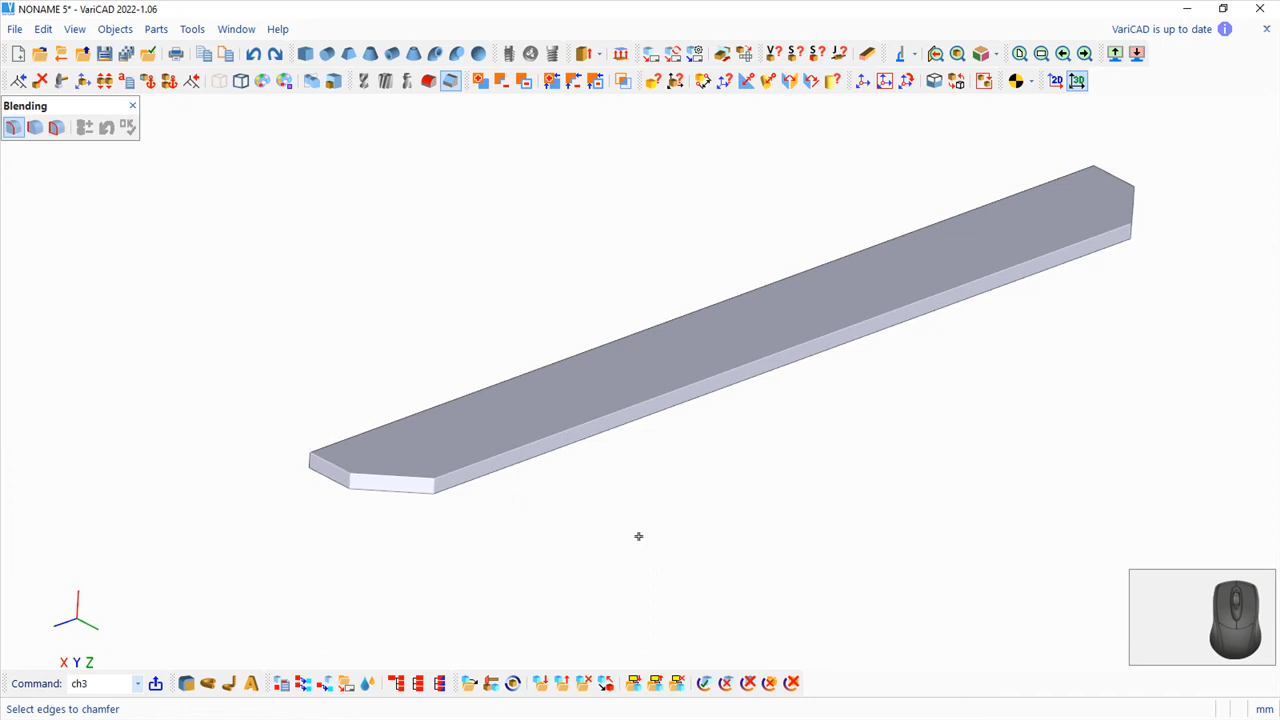 NONAME 5* - VariCAD 2022-1.06
File Edit View Objects Parts Tools Window Help
VariCAD is up to date
Blending
X Y Z
Command: ch3
Select edges to chamfer
mm